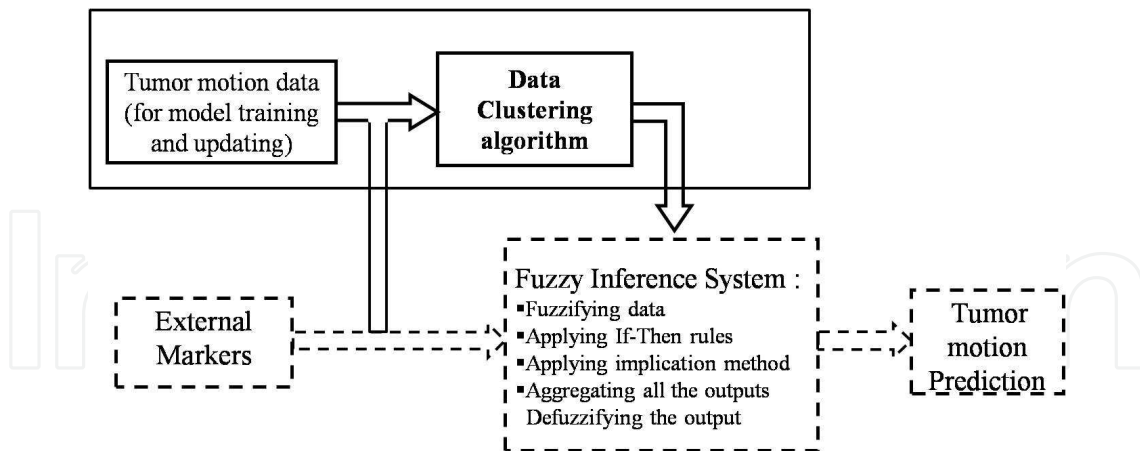 Tumor motion data
(for model training
and updating)
Data
Clustering
algorithm
External
Markers
Fuzzy Inference System :
▪Fuzzifying data
▪Applying If-Then rules
▪Applying implication method
▪Aggregating all the outputs
Defuzzifying the output
Tumor
motion
Prediction